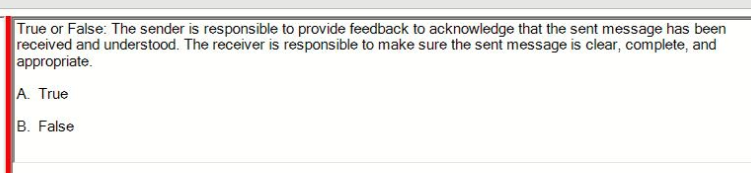 True or False: The sender is responsible to provide feedback to acknowledge that the sent message has been
received and understood. The receiver is responsible to make sure the sent message is clear, complete, and
appropriate.
A. True
B. False